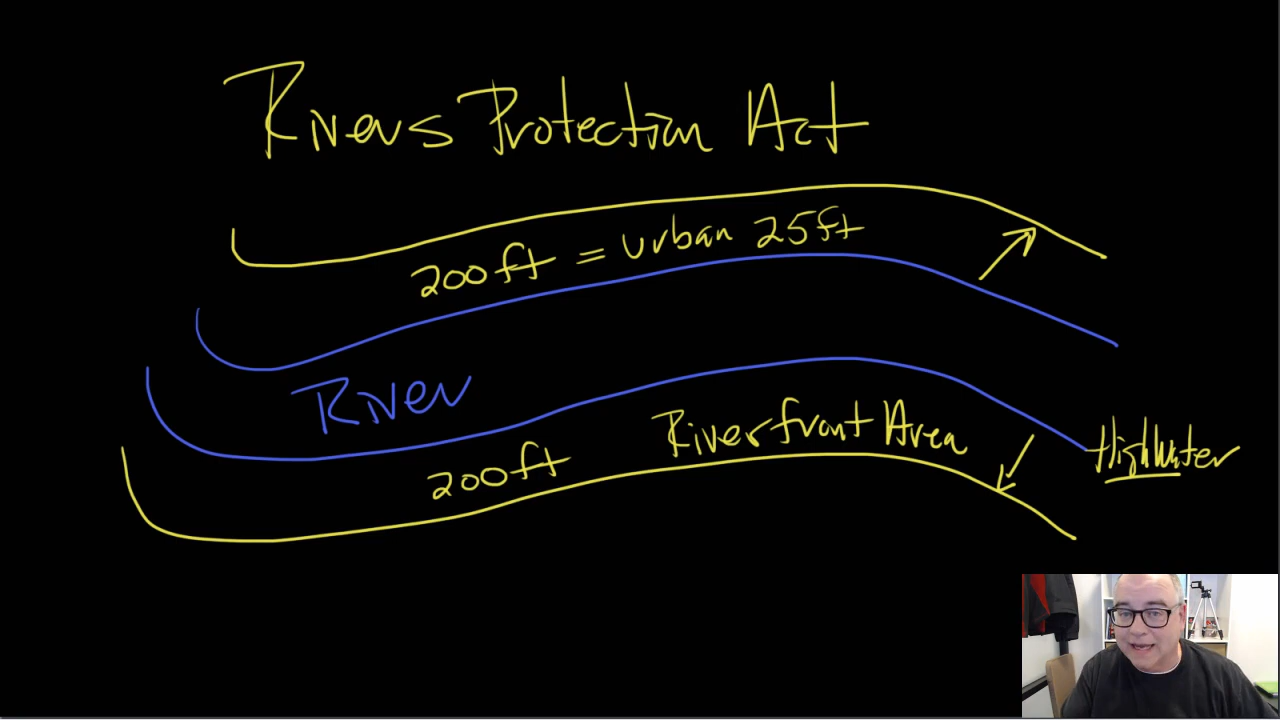 Rivers Protection Act
200ft = urban 25ft
River
Riverfront Area
200ft
HighWater